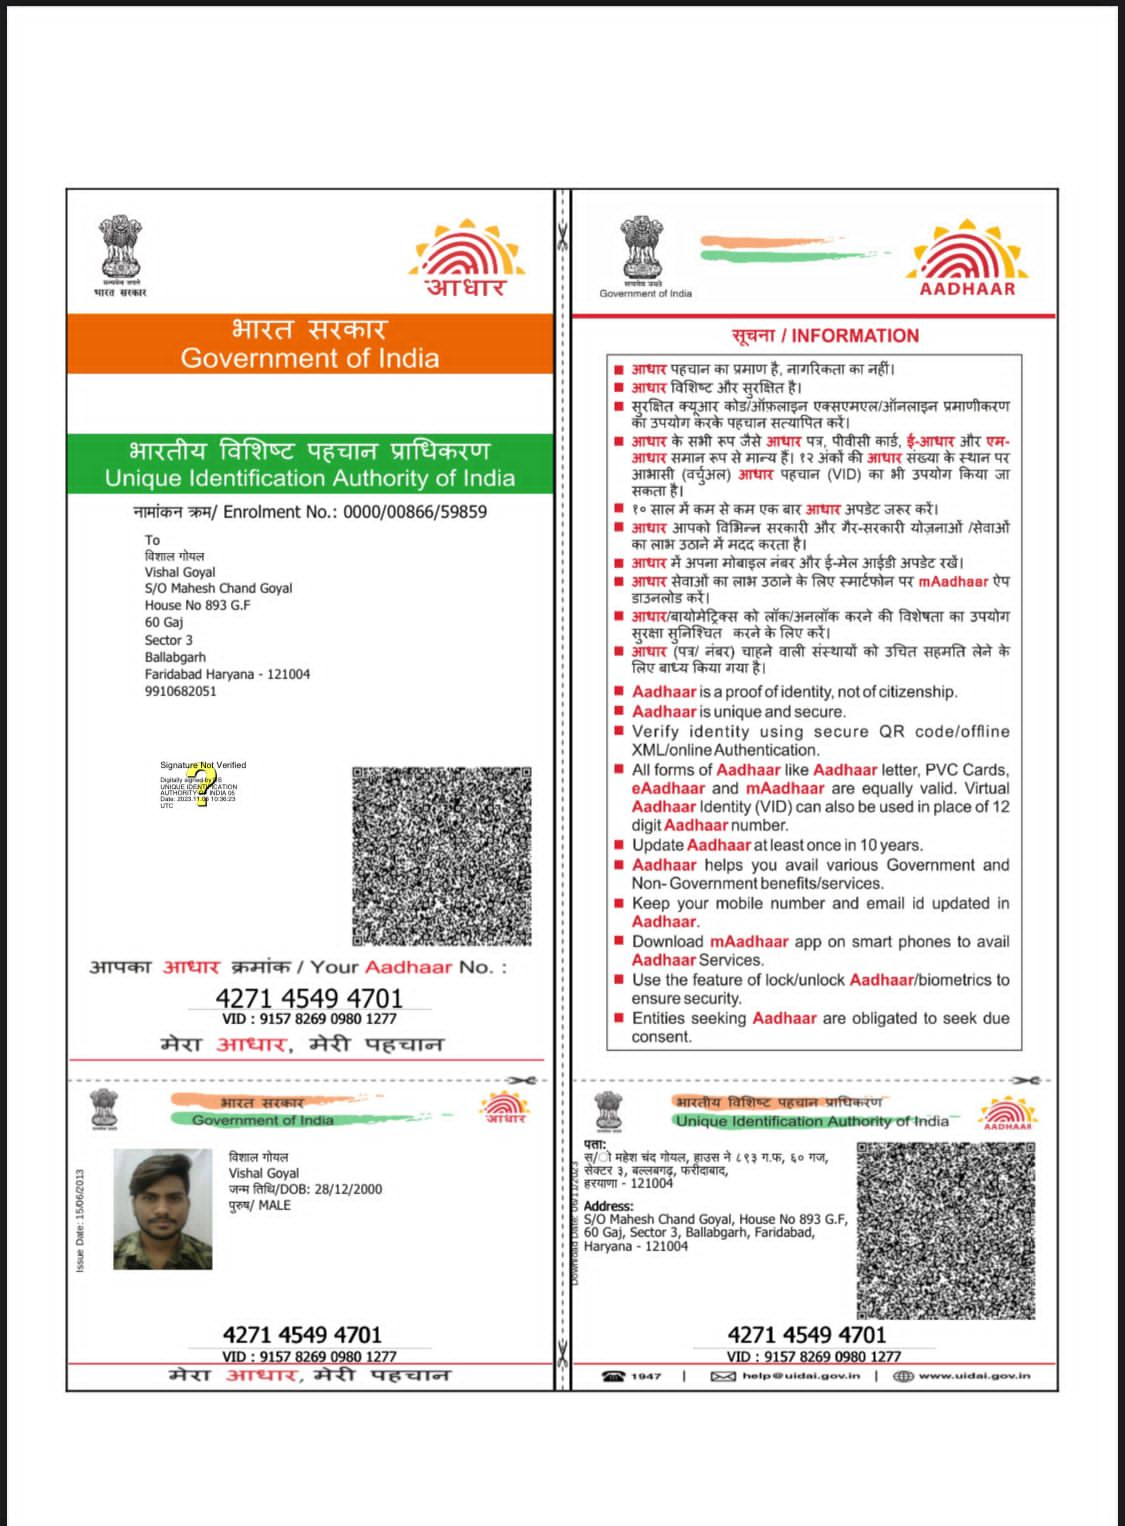 सत्यमेव जयते
भारत सरकार
आधार
भारत सरकार
Government of India
भारतीय विशिष्ट पहचान प्राधिकरण
Unique Identification Authority of India
नामांकन क्रम/ Enrolment No.: 0000/00866/59859
To
विशाल गोयल
Vishal Goyal
S/O Mahesh Chand Goyal
House No 893 G.F
60 Gaj
Sector 3
Ballabgarh
Faridabad Haryana - 121004
9910682051
Signature Not Verified
Digitally signed by DS
UNIQUE IDENTIFICATION
AUTHORITY OF INDIA 05
Date: 2023.11.06 10:36:23
UTC
आपका आधार क्रमांक / Your Aadhaar No. :
4271 4549 4701
VID : 9157 8269 0980 1277
मेरा आधार, मेरी पहचान
सत्यमेव जयते
Government of India
AADHAAR
सूचना / INFORMATION
आधार पहचान का प्रमाण है, नागरिकता का नहीं।
आधार विशिष्ट और सुरक्षित है।
सुरक्षित क्यूआर कोड/ऑफ़लाइन एक्सएमएल/ऑनलाइन प्रमाणीकरण
का उपयोग करके पहचान सत्यापित करें।
आधार के सभी रूप जैसे आधार पत्र, पीवीसी कार्ड, ई-आधार और एम-
आधार समान रूप से मान्य हैं। १२ अंकों की आधार संख्या के स्थान पर
आभासी (वर्चुअल) आधार पहचान (VID) का भी उपयोग किया जा
सकता है।
१० साल में कम से कम एक बार आधार अपडेट जरूर करें।
आधार आपको विभिन्न सरकारी और गैर-सरकारी योजनाओं /सेवाओं
का लाभ उठाने में मदद करता है।
आधार में अपना मोबाइल नंबर और ई-मेल आईडी अपडेट रखें।
आधार सेवाओं का लाभ उठाने के लिए स्मार्टफोन पर mAadhaar ऐप
डाउनलोड करें।
आधार/बायोमेट्रिक्स को लॉक/अनलॉक करने की विशेषता का उपयोग
सुरक्षा सुनिश्चित करने के लिए करें।
आधार (पत्र/ नंबर) चाहने वाली संस्थायों को उचित सहमति लेने के
लिए बाध्य किया गया है।
Aadhaar is a proof of identity, not of citizenship.
Aadhaar is unique and secure.
Verify identity using secure QR code/offline
XML/online Authentication.
All forms of Aadhaar like Aadhaar letter, PVC Cards,
eAadhaar and mAadhaar are equally valid. Virtual
Aadhaar Identity (VID) can also be used in place of 12
digit Aadhaar number.
Update Aadhaar at least once in 10 years.
Aadhaar helps you avail various Government and
Non- Government benefits/services.
Keep your mobile number and email id updated in
Aadhaar.
Download mAadhaar app on smart phones to avail
Aadhaar Services.
Use the feature of lock/unlock Aadhaar/biometrics to
ensure security.
Entities seeking Aadhaar are obligated to seek due
consent.
भारत सरकार
Government of India
आधार
Issue Date: 15/06/2013
विशाल गोयल
Vishal Goyal
जन्म तिथि/DOB: 28/12/2000
पुरुष/ MALE
4271 4549 4701
VID : 9157 8269 0980 1277
मेरा आधार, मेरी पहचान
भारतीय विशिष्ट पहचान प्राधिकरण
Unique Identification Authority of India
AADHAAR
Download Date: 06/11/2023
पता:
स/ो महेश चंद गोयल, हाउस ने ८९३ ग.फ, ६० गज,
सेक्टर ३, बल्लबगढ़, फरीदाबाद,
हरयाणा - 121004
Address:
S/O Mahesh Chand Goyal, House No 893 G.F,
60 Gaj, Sector 3, Ballabgarh, Faridabad,
Haryana - 121004
4271 4549 4701
VID : 9157 8269 0980 1277
1947 | help@uidai.gov.in | www.uidai.gov.in